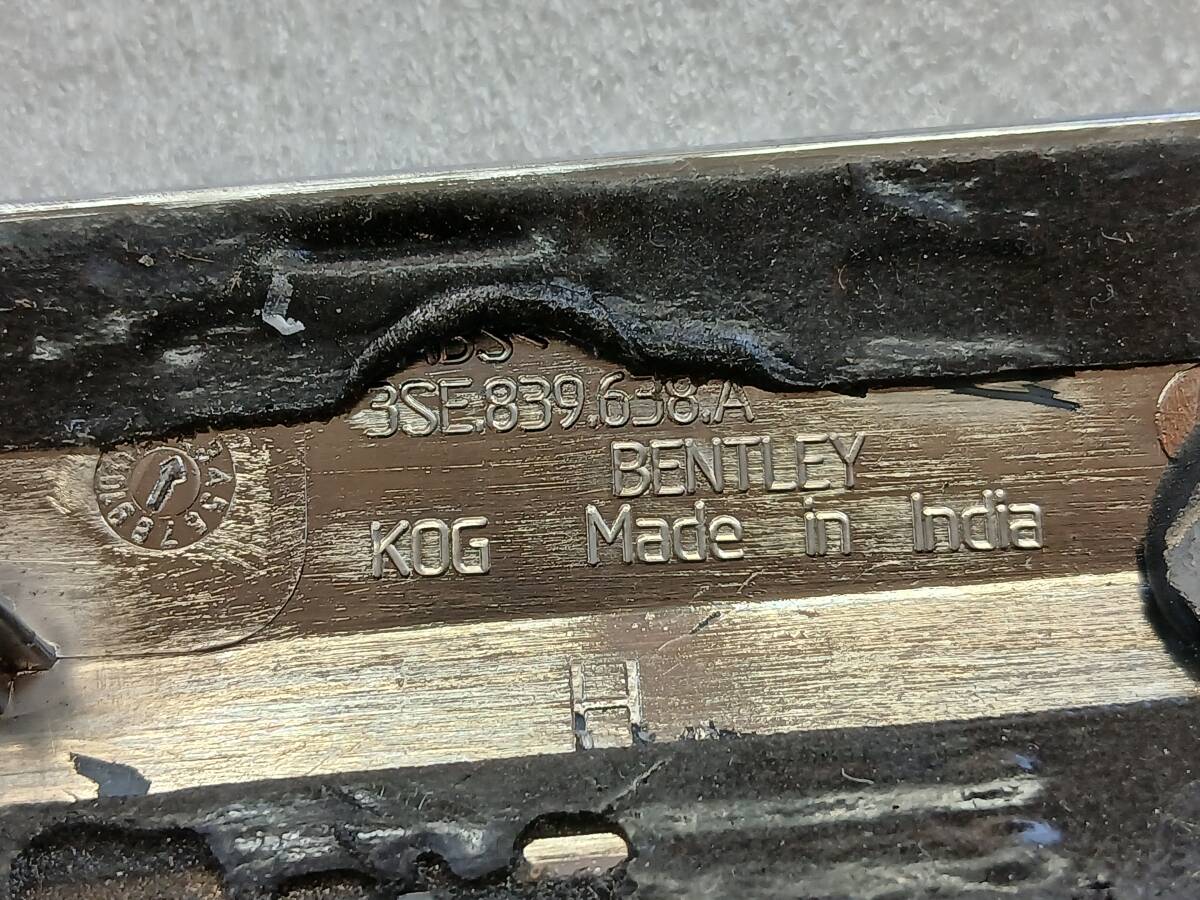 3SE.839.638.A
BENTLEY
KOG Made in India
H